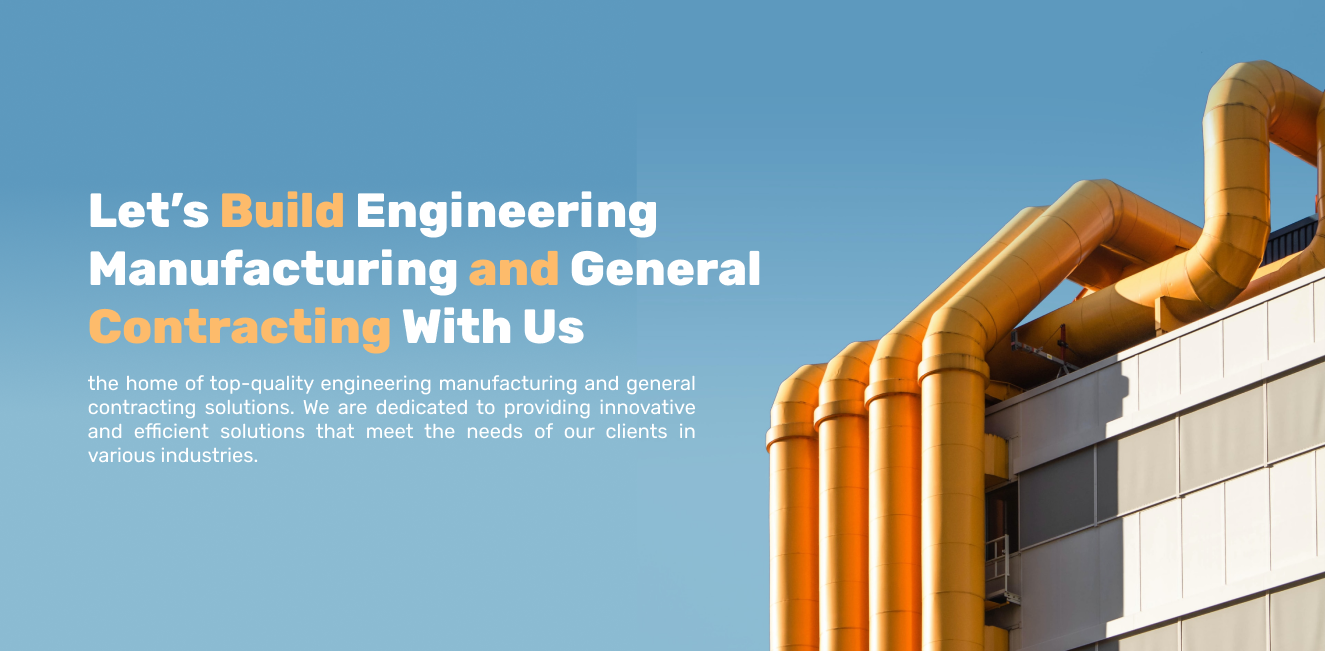 Let’s Build Engineering
Manufacturing and General
Contracting With Us
the home of top-quality engineering manufacturing and general
contracting solutions. We are dedicated to providing innovative
and efficient solutions that meet the needs of our clients in
various industries.